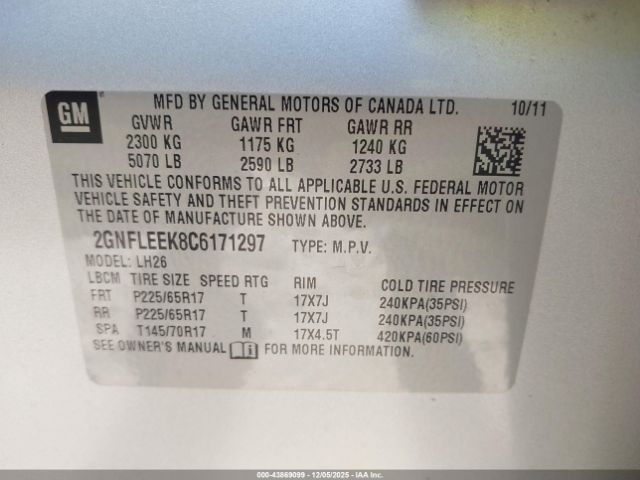 GM
MFD BY GENERAL MOTORS OF CANADA LTD. 10/11
GVWR GAWR FRT GAWR RR
2300 KG 1175 KG 1240 KG
5070 LB 2590 LB 2733 LB
THIS VEHICLE CONFORMS TO ALL APPLICABLE U.S. FEDERAL MOTOR
VEHICLE SAFETY AND THEFT PREVENTION STANDARDS IN EFFECT ON
THE DATE OF MANUFACTURE SHOWN ABOVE.
2GNFLEEK8C6171297 TYPE: M.P.V.
MODEL: LH26
LBCM TIRE SIZE SPEED RTG RIM COLD TIRE PRESSURE
FRT P225/65R17 T 17X7J 240KPA(35PSI)
RR P225/65R17 T 17X7J 240KPA(35PSI)
SPA T145/70R17 M 17X4.5T 420KPA(60PSI)
SEE OWNER'S MANUAL
000-43869099 - 12/05/2025 - IAA Inc.